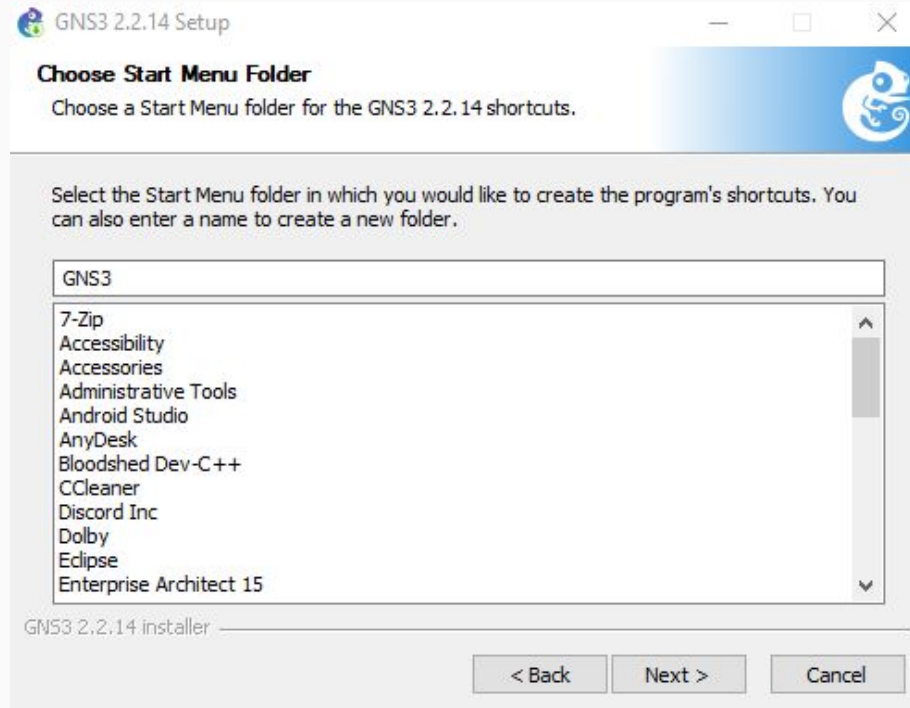 GNS3 2.2.14 Setup
Choose Start Menu Folder
Choose a Start Menu folder for the GNS3 2.2.14 shortcuts.
Select the Start Menu folder in which you would like to create the program's shortcuts. You
can also enter a name to create a new folder.
GNS3
7-Zip
Accessibility
Accessories
Administrative Tools
Android Studio
AnyDesk
Bloodshed Dev-C++
CCleaner
Discord Inc
Dolby
Eclipse
Enterprise Architect 15
GNS3 2.2.14 installer
< Back
Next >
Cancel